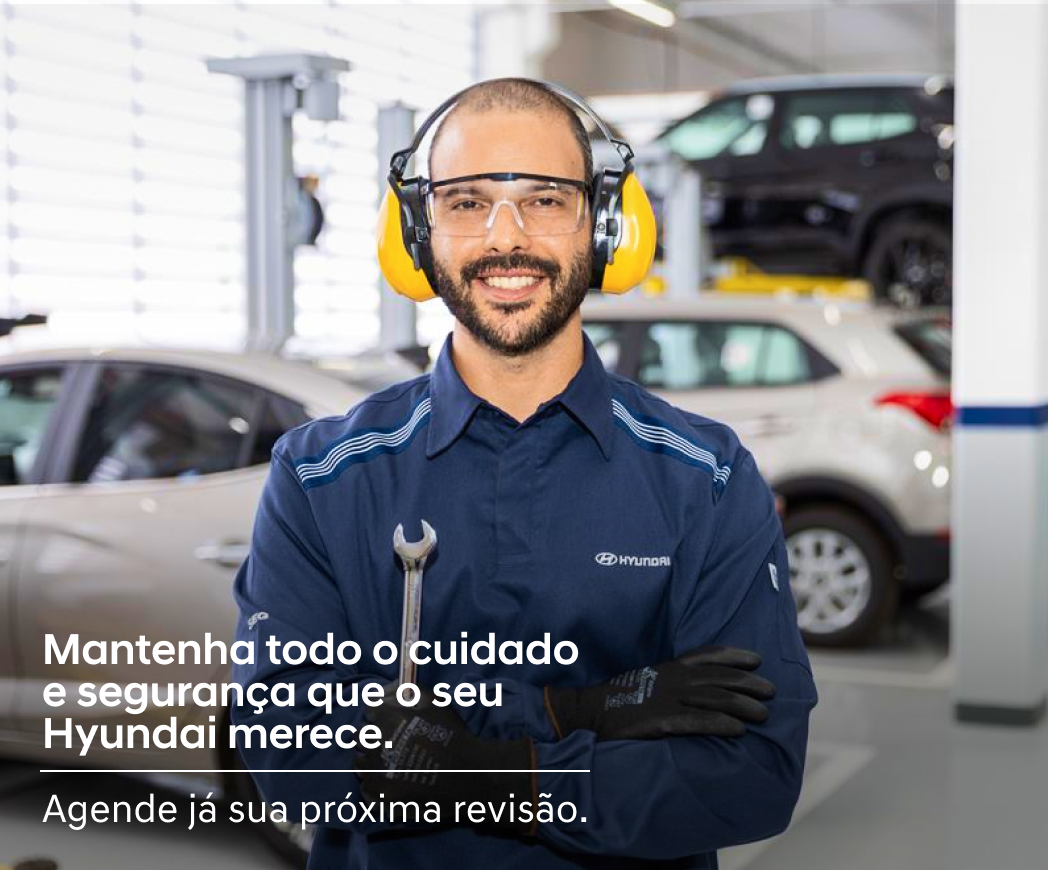 HYUNDAI
Mantenha todo o cuidado
e segurança que o seu
Hyundai merece.
Agende já sua próxima revisão.